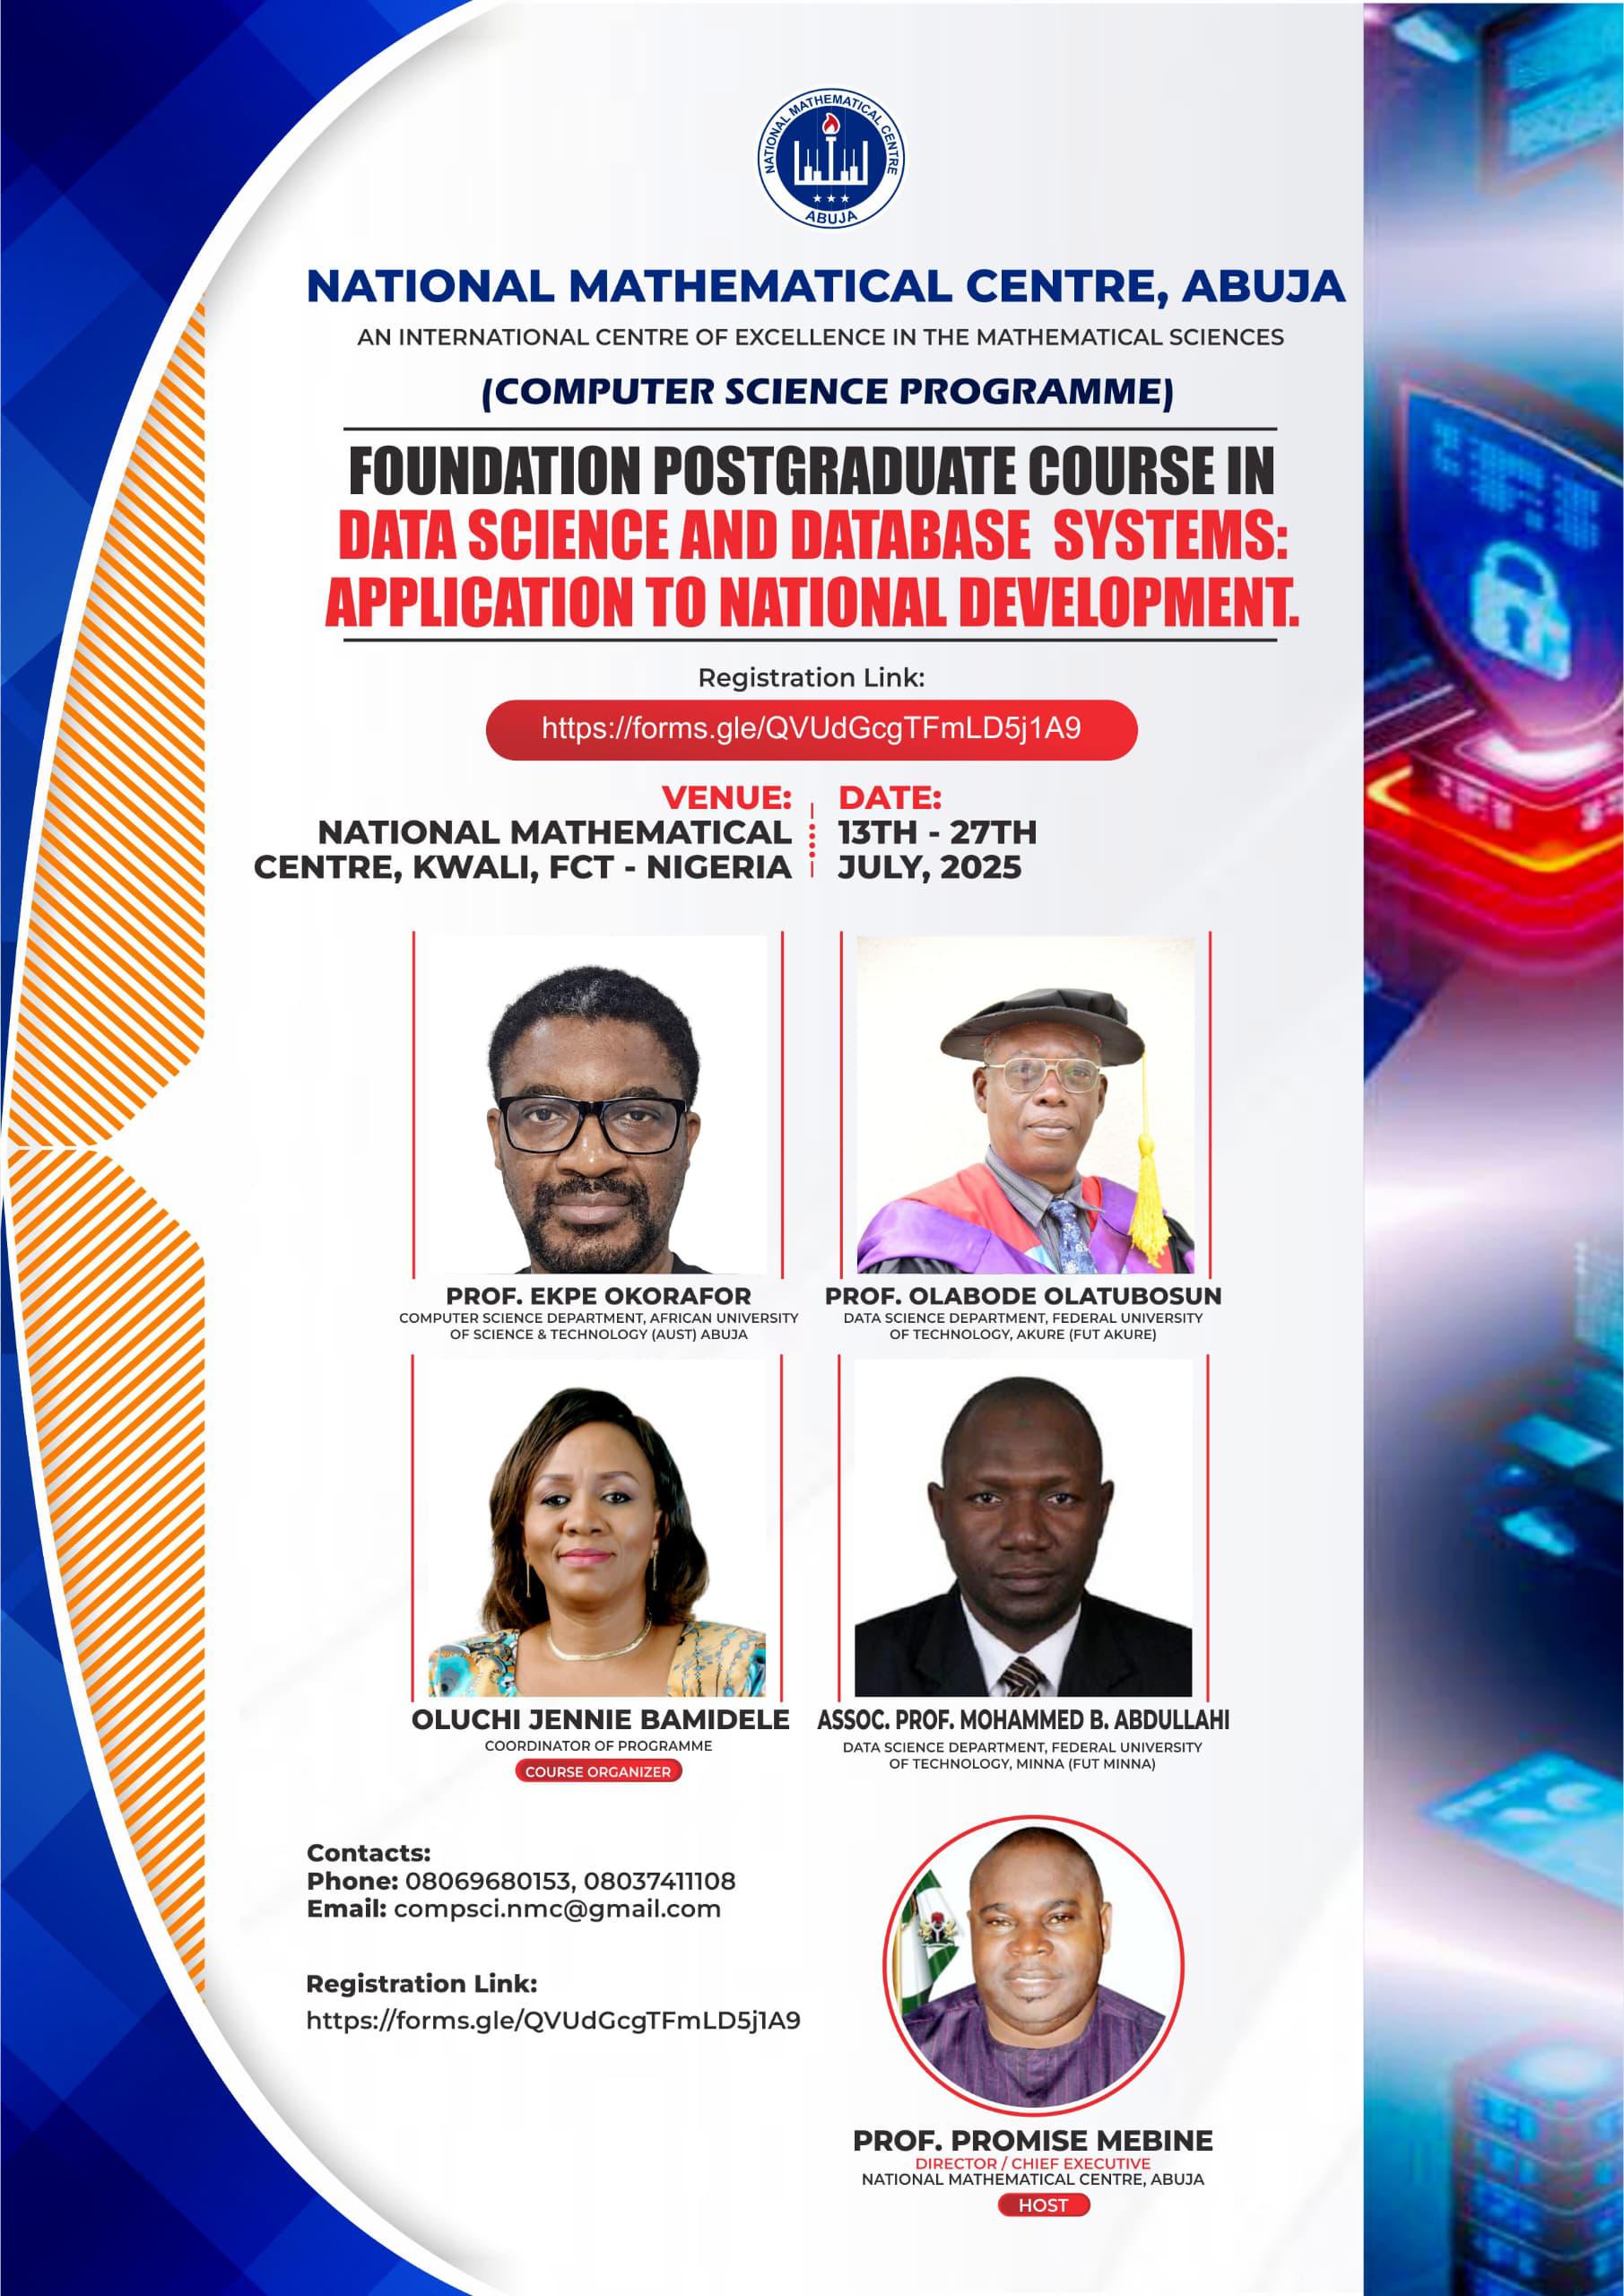 NATIONAL MATHEMATICAL CENTRE
ABUJA
NATIONAL MATHEMATICAL CENTRE, ABUJA
AN INTERNATIONAL CENTRE OF EXCELLENCE IN THE MATHEMATICAL SCIENCES
(COMPUTER SCIENCE PROGRAMME)
FOUNDATION POSTGRADUATE COURSE IN
DATA SCIENCE AND DATABASE SYSTEMS:
APPLICATION TO NATIONAL DEVELOPMENT.
Registration Link:
https://forms.gle/QVUdGcgTFmLD5j1A9
VENUE:
NATIONAL MATHEMATICAL
CENTRE, KWALI, FCT - NIGERIA
DATE:
13TH - 27TH
JULY, 2025
PROF. EKPE OKORAFOR
COMPUTER SCIENCE DEPARTMENT, AFRICAN UNIVERSITY
OF SCIENCE & TECHNOLOGY (AUST) ABUJA
PROF. OLABODE OLATUBOSUN
DATA SCIENCE DEPARTMENT, FEDERAL UNIVERSITY
OF TECHNOLOGY, AKURE (FUT AKURE)
OLUCHI JENNIE BAMIDELE
COORDINATOR OF PROGRAMME
COURSE ORGANIZER
ASSOC. PROF. MOHAMMED B. ABDULLAHI
DATA SCIENCE DEPARTMENT, FEDERAL UNIVERSITY
OF TECHNOLOGY, MINNA (FUT MINNA)
Contacts:
Phone: 08069680153, 08037411108
Email: compsci.nmc@gmail.com
Registration Link:
https://forms.gle/QVUdGcgTFmLD5j1A9
PROF. PROMISE MEBINE
DIRECTOR / CHIEF EXECUTIVE
NATIONAL MATHEMATICAL CENTRE, ABUJA
HOST